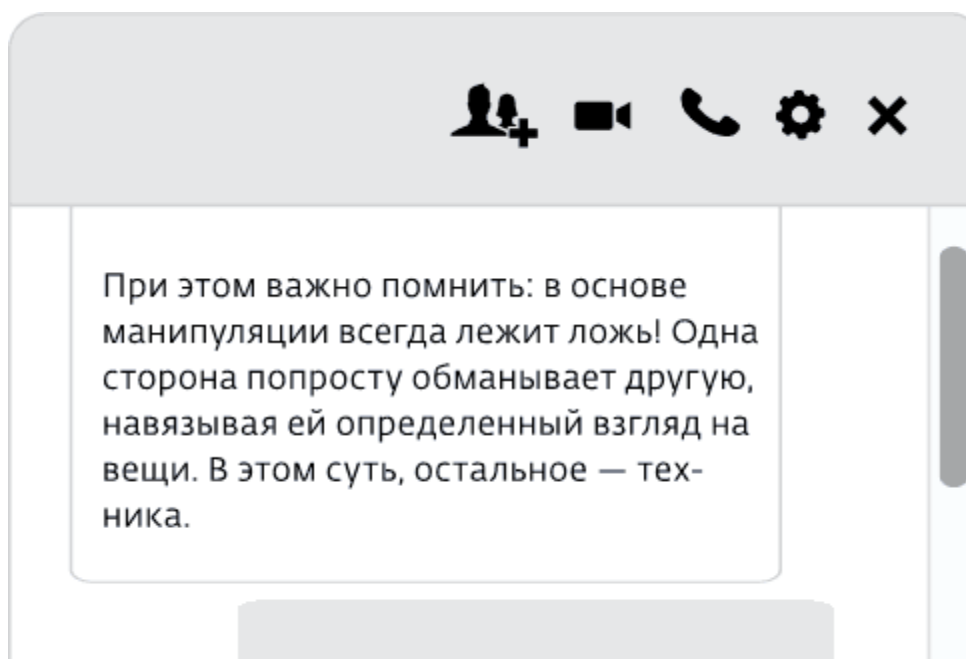 При этом важно помнить: в основе
манипуляции всегда лежит ложь! Одна
сторона попросту обманывает другую,
навязывая ей определенный взгляд на
вещи. В этом суть, остальное — тех-
ника.